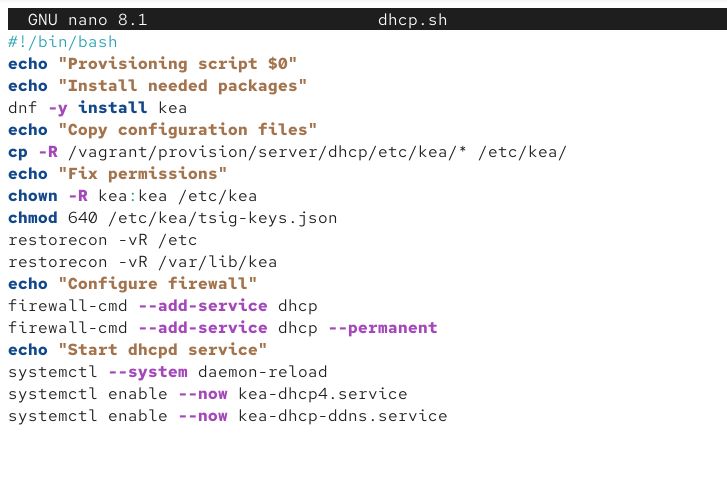 GNU nano 8.1 dhcp.sh
#!/bin/bash
echo "Provisioning script $0"
echo "Install needed packages"
dnf -y install kea
echo "Copy configuration files"
cp -R /vagrant/provision/server/dhcp/etc/kea/* /etc/kea/
echo "Fix permissions"
chown -R kea:kea /etc/kea
chmod 640 /etc/kea/tsig-keys.json
restorecon -vR /etc
restorecon -vR /var/lib/kea
echo "Configure firewall"
firewall-cmd --add-service dhcp
firewall-cmd --add-service dhcp --permanent
echo "Start dhcpd service"
systemctl --system daemon-reload
systemctl enable --now kea-dhcp4.service
systemctl enable --now kea-dhcp-ddns.service